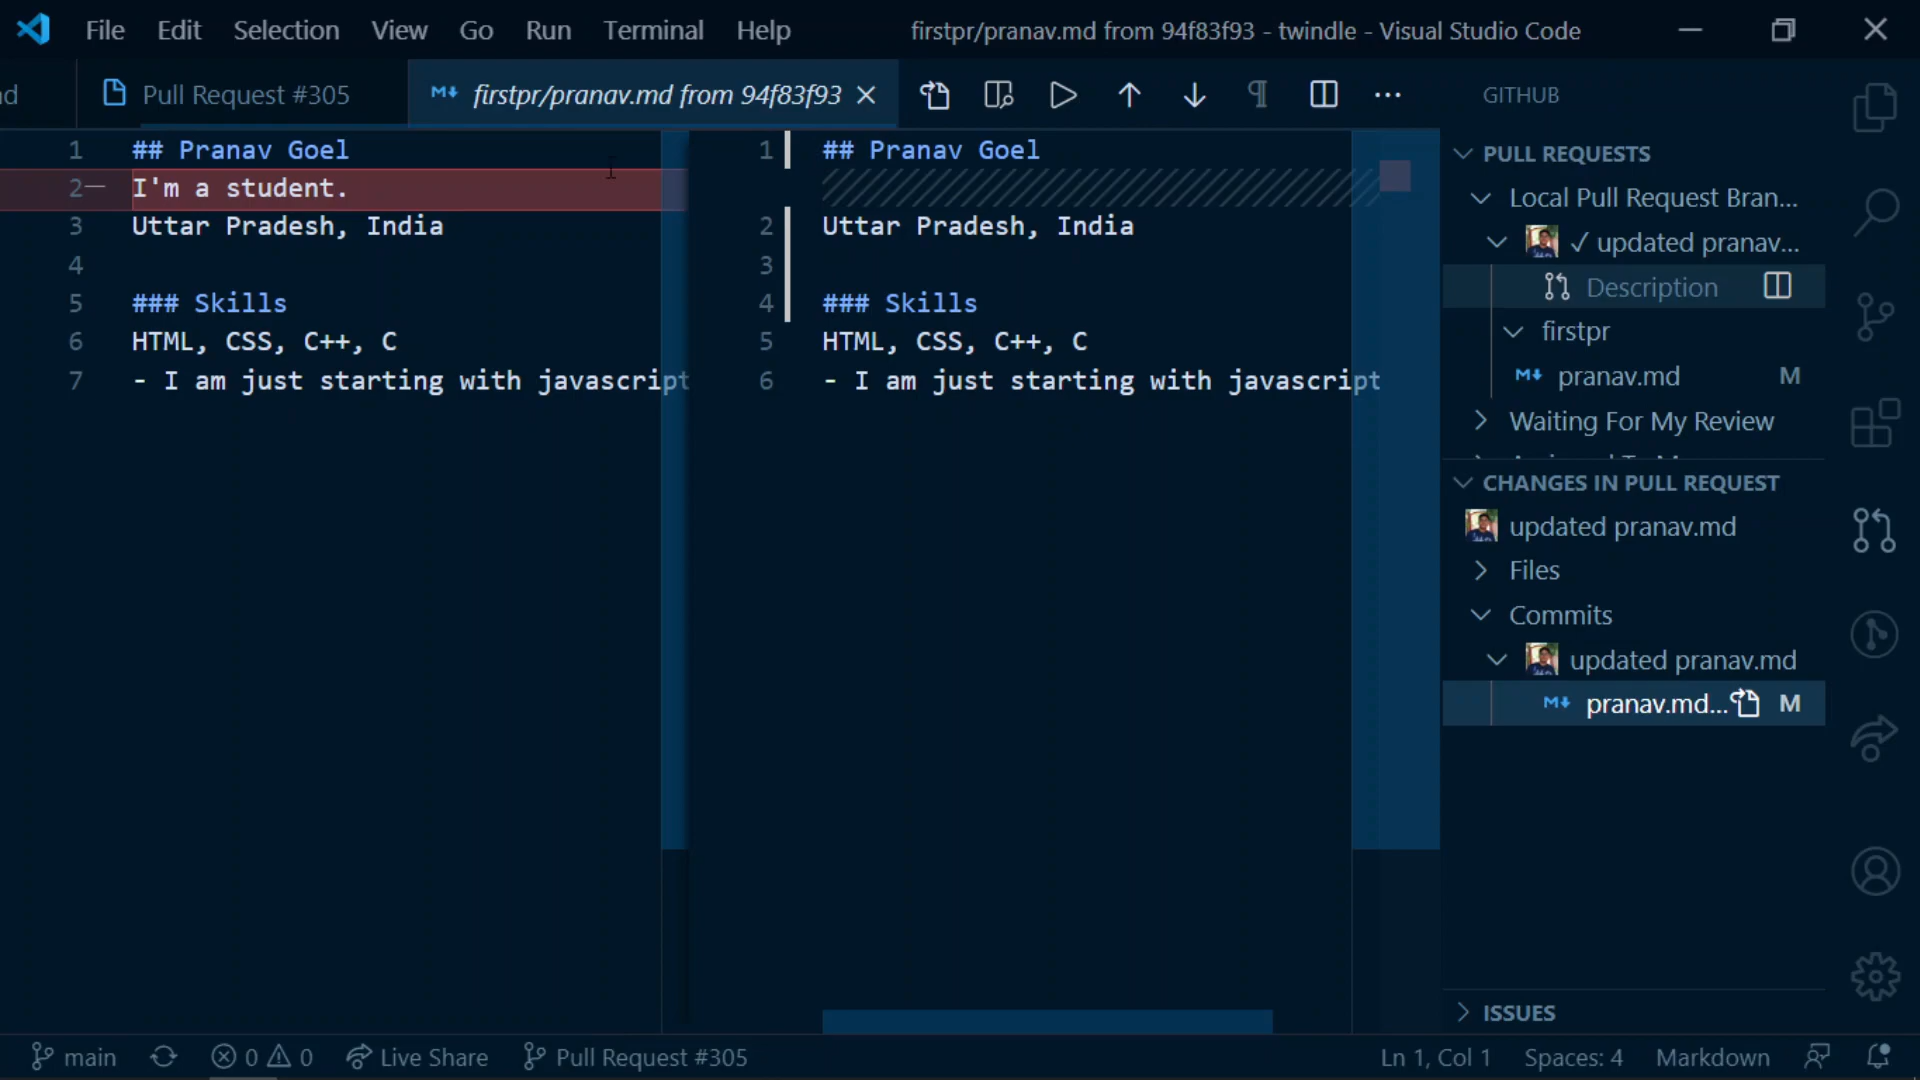 File Edit Selection View Go Run Terminal Help firstpr/pranav.md from 94f83f93 - twindle - Visual Studio Code
Pull Request #305 firstpr/pranav.md from 94f83f93
1 ## Pranav Goel
2 I'm a student.
3 Uttar Pradesh, India
4
5 ### Skills
6 HTML, CSS, C++, C
7 - I am just starting with javascript
1 ## Pranav Goel
2 Uttar Pradesh, India
3
4 ### Skills
5 HTML, CSS, C++, C
6 - I am just starting with javascript
GITHUB
PULL REQUESTS
Local Pull Request Bran...
✓ updated pranav...
Description
firstpr
pranav.md M
Waiting For My Review
CHANGES IN PULL REQUEST
updated pranav.md
Files
Commits
updated pranav.md
pranav.md... M
ISSUES
main 0 0 Live Share Pull Request #305 Ln 1, Col 1 Spaces: 4 Markdown